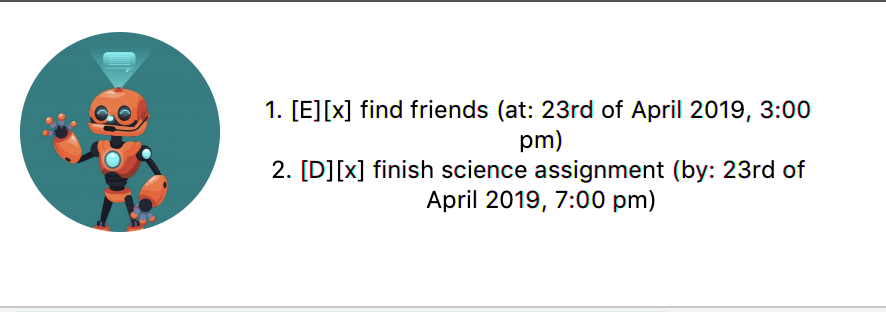 1. [E][x] find friends (at: 23rd of April 2019, 3:00
pm)
2. [D][x] finish science assignment (by: 23rd of
April 2019, 7:00 pm)